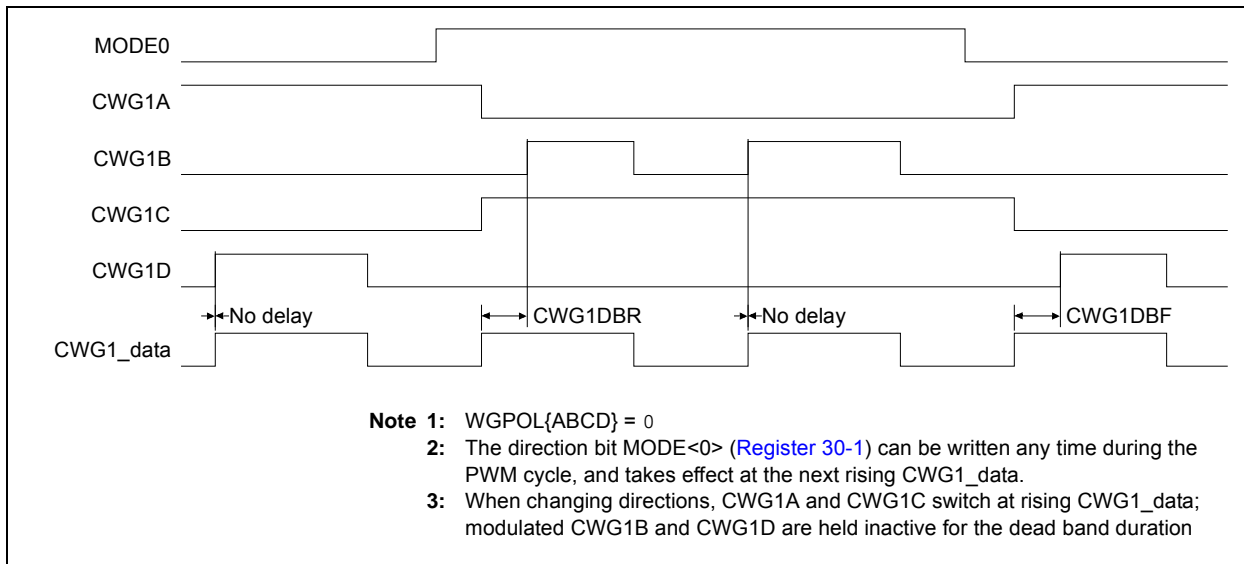 MODE0
CWG1A
CWG1B
CWG1C
CWG1D
No delay CWG1DBR No delay CWG1DBF
CWG1_data
Note 1: WGPOL{ABCD} = 0
2: The direction bit MODE<0> (Register 30-1) can be written any time during the
PWM cycle, and takes effect at the next rising CWG1_data.
3: When changing directions, CWG1A and CWG1C switch at rising CWG1_data;
modulated CWG1B and CWG1D are held inactive for the dead band duration